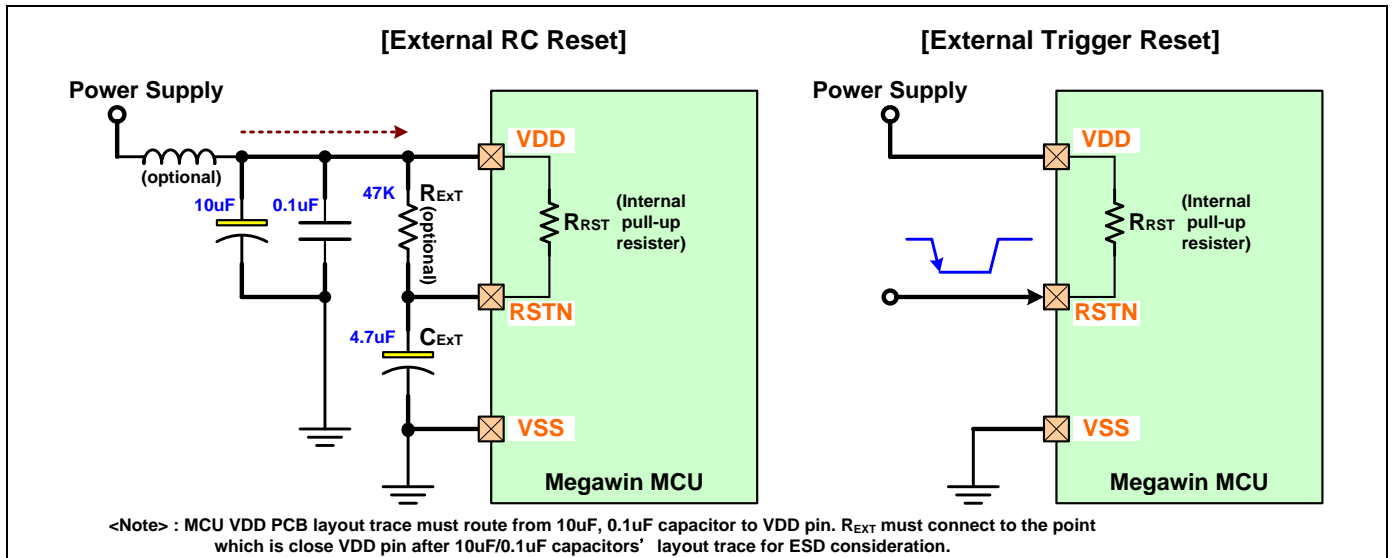 [External RC Reset]
Power Supply
(optional)
10uF
0.1uF
47K
RExT
(optional)
4.7uF
CExT
VDD
RRST
(Internal
pull-up
resister)
RSTN
VSS
Megawin MCU
[External Trigger Reset]
Power Supply
VDD
RRST
(Internal
pull-up
resister)
RSTN
VSS
Megawin MCU
<Note> : MCU VDD PCB layout trace must route from 10uF, 0.1uF capacitor to VDD pin. REXT must connect to the point
which is close VDD pin after 10uF/0.1uF capacitors’ layout trace for ESD consideration.